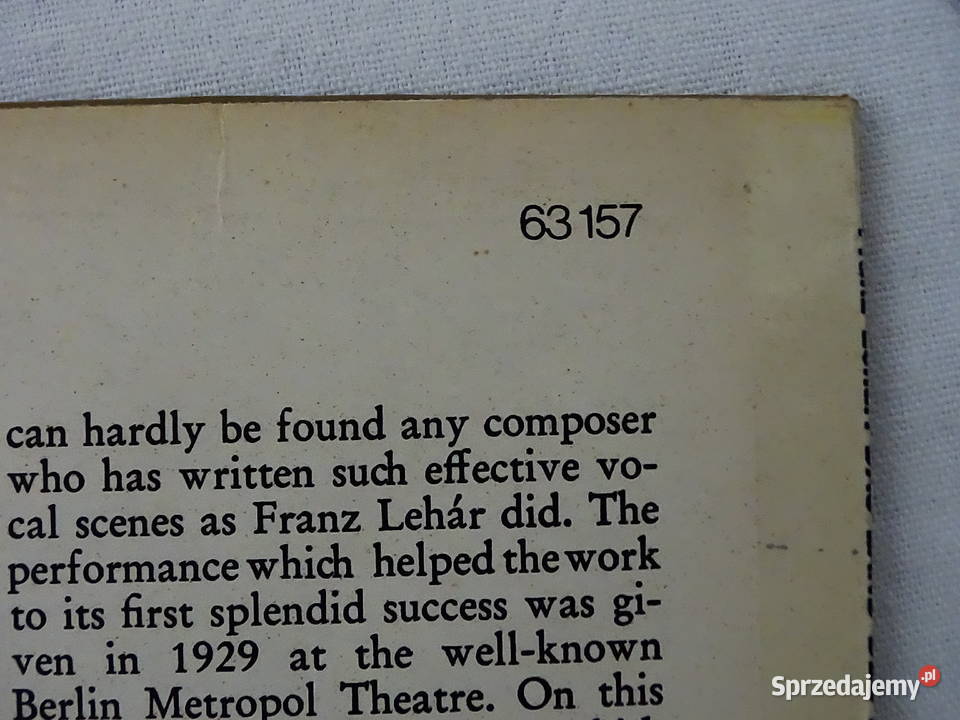 63 157
can hardly be found any composer
who has written such effective vo-
cal scenes as Franz Lehár did. The
performance which helped the work
to its first splendid success was gi-
ven in 1929 at the well-known
Berlin Metropol Theatre. On this
Sprzedajemy.pl